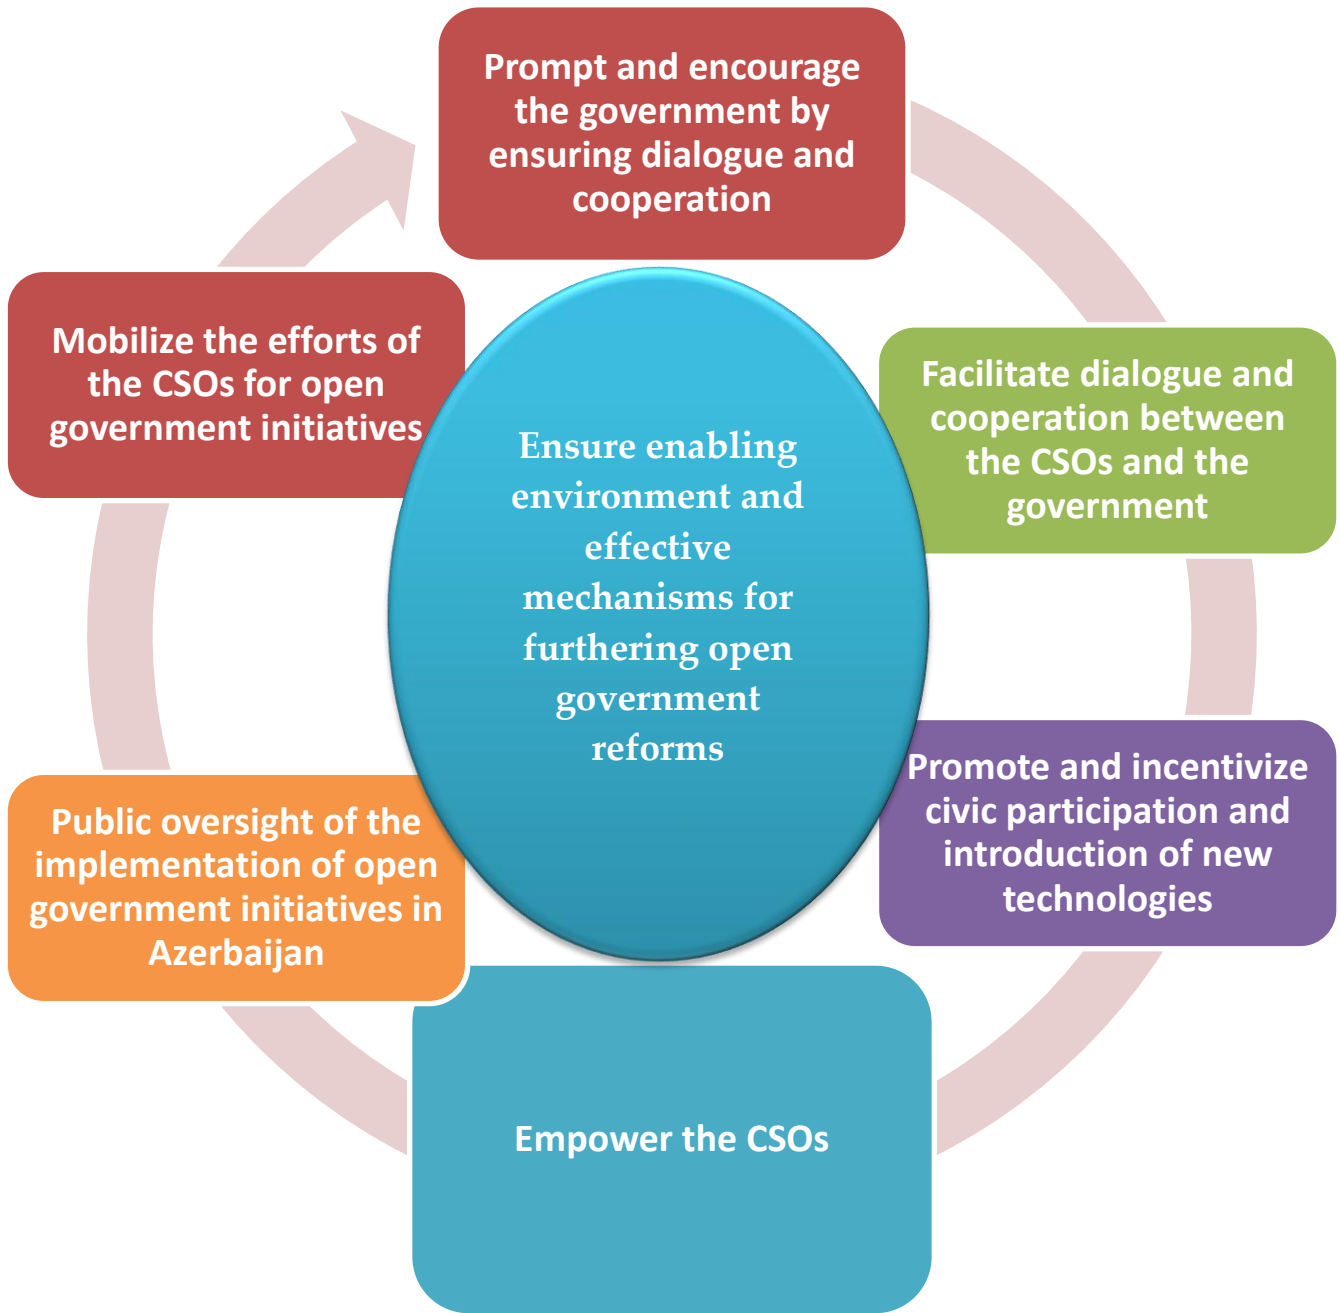 Prompt and encourage
the government by
ensuring dialogue and
cooperation
Facilitate dialogue and
cooperation between
the CSOs and the
government
Promote and incentivize
civic participation and
introduction of new
technologies
Empower the CSOs
Public oversight of the
implementation of open
government initiatives in
Azerbaijan
Mobilize the efforts of
the CSOs for open
government initiatives
Ensure enabling
environment and
effective
mechanisms for
furthering open
government
reforms